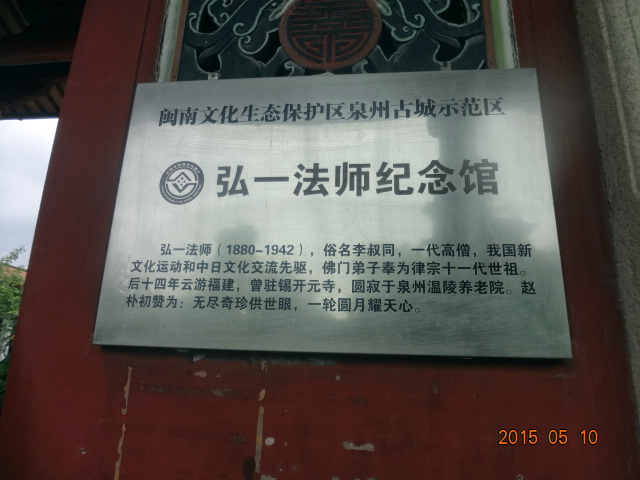 闽南文化生态保护区泉州古城示范区
弘一法师纪念馆
弘一法师（1880-1942），俗名李叔同，一代高僧，我国新
文化运动和中日文化交流先驱，佛门弟子奉为律宗十一代世祖。
后十四年云游福建，曾驻锡开元寺，圆寂于泉州温陵养老院。赵
朴初赞为：无尽奇珍供世眼，一轮圆月耀天心。
2015 05 10